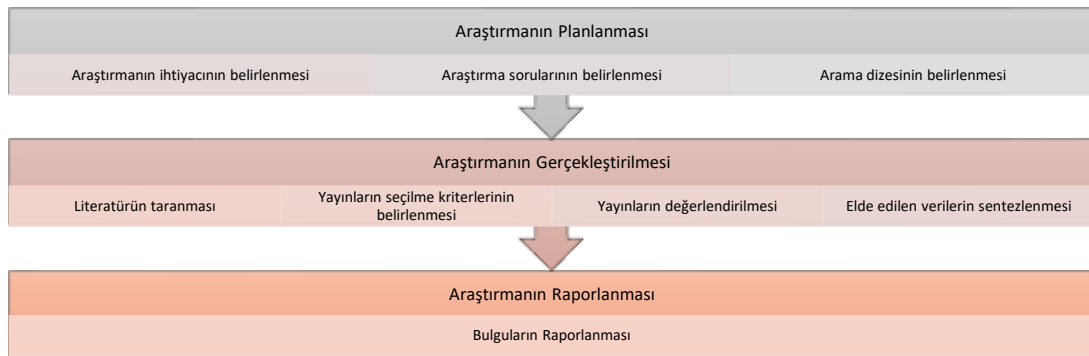 Araştırmanın Planlanması
Araştırmanın ihtiyacının belirlenmesi
Araştırma sorularının belirlenmesi
Arama dizesinin belirlenmesi
Araştırmanın Gerçekleştirilmesi
Literatürün taranması
Yayınların seçilme kriterlerinin
belirlenmesi
Yayınların değerlendirilmesi
Elde edilen verilerin sentezlenmesi
Araştırmanın Raporlanması
Bulguların Raporlanması